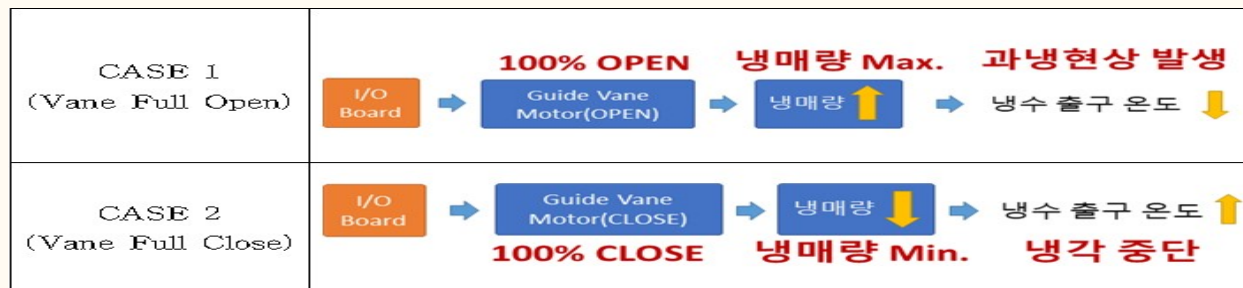 CASE 1
(Vane Full Open)
100% OPEN
냉매량 Max.
과냉현상 발생
I/O
Board
Guide Vane
Motor(OPEN)
냉매량
냉수 출구 온도
CASE 2
(Vane Full Close)
I/O
Board
Guide Vane
Motor(CLOSE)
냉매량
냉수 출구 온도
100% CLOSE
냉매량 Min.
냉각 중단